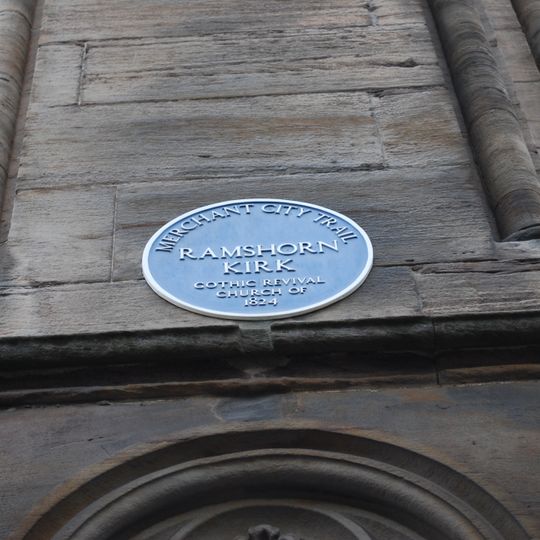 MERCHANT CITY TRAIL
RAMSHORN
KIRK
GOTHIC REVIVAL
CHURCH OF
1824